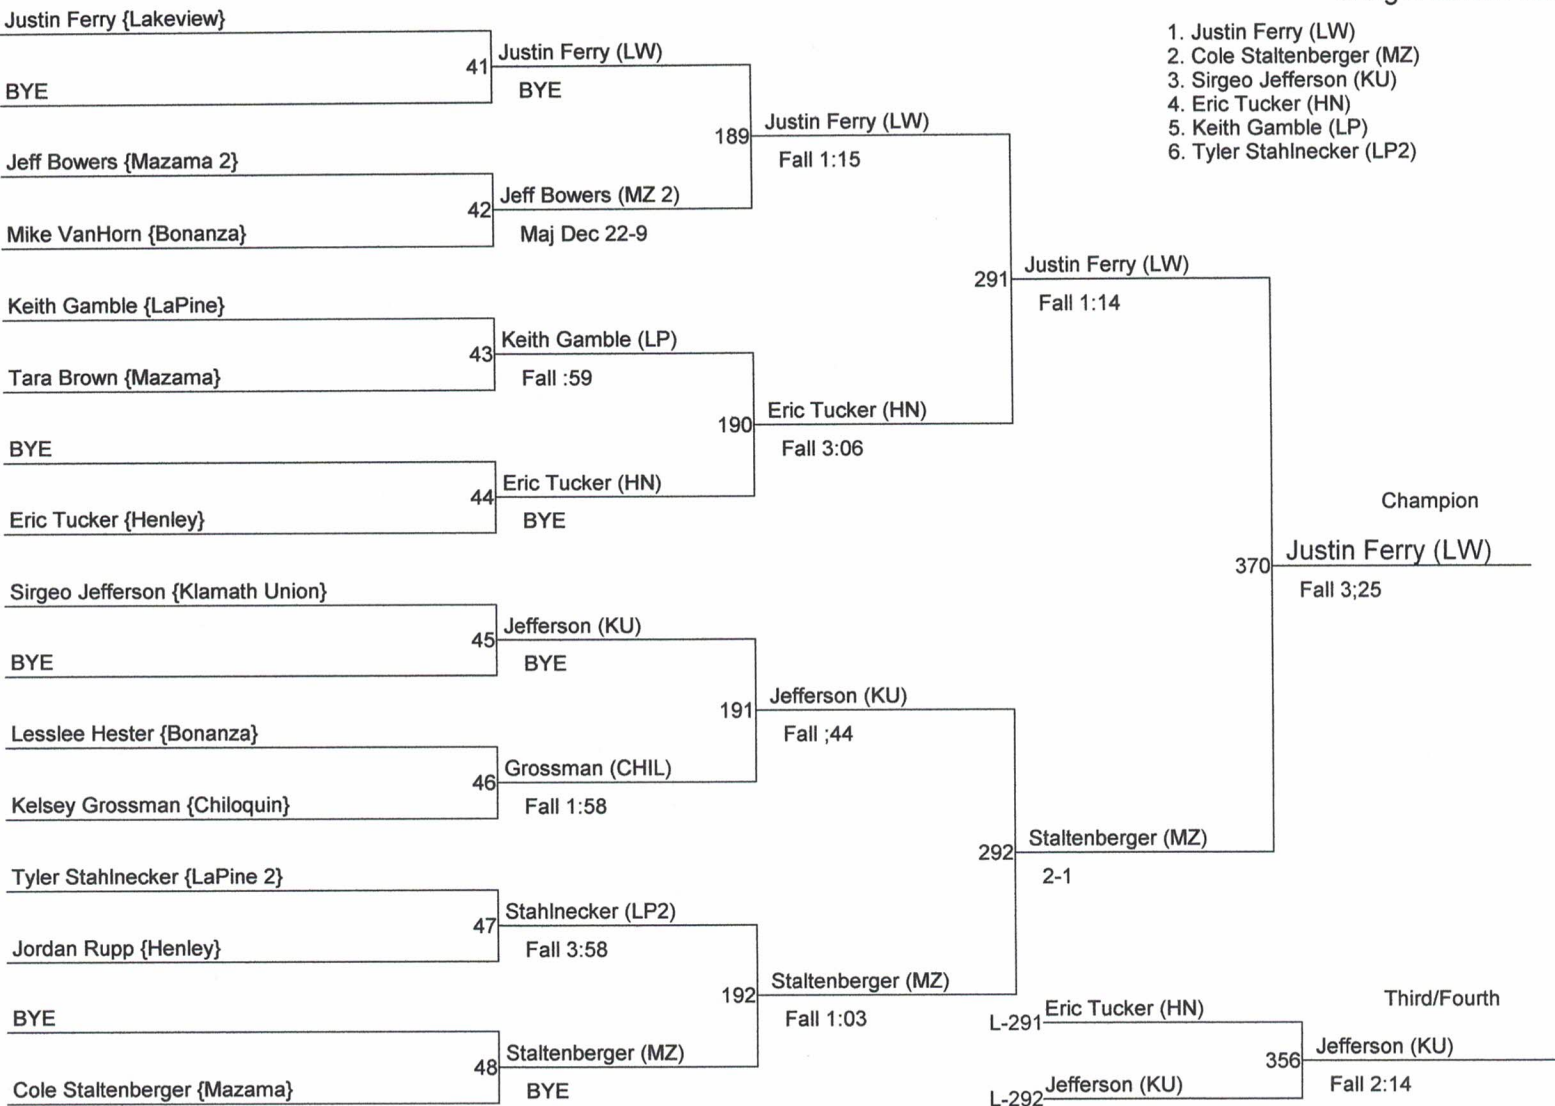 Justin Ferry {Lakeview}
41
Justin Ferry (LW)
BYE
BYE
189
Justin Ferry (LW)
Fall 1:15
Jeff Bowers {Mazama 2}
42
Jeff Bowers (MZ 2)
Maj Dec 22-9
Mike VanHorn {Bonanza}
291
Justin Ferry (LW)
Fall 1:14
Keith Gamble {LaPine}
43
Keith Gamble (LP)
Fall :59
Tara Brown {Mazama}
190
Eric Tucker (HN)
Fall 3:06
BYE
44
Eric Tucker (HN)
BYE
Eric Tucker {Henley}
Champion
370
Justin Ferry (LW)
Fall 3;25
Sirgeo Jefferson {Klamath Union}
45
Jefferson (KU)
BYE
BYE
191
Jefferson (KU)
Fall ;44
Lesslee Hester {Bonanza}
46
Grossman (CHIL)
Fall 1:58
Kelsey Grossman {Chiloquin}
292
Staltenberger (MZ)
2-1
Tyler Stahlnecker {LaPine 2}
47
Stahlnecker (LP2)
Fall 3:58
Jordan Rupp {Henley}
192
Staltenberger (MZ)
Fall 1:03
BYE
48
Staltenberger (MZ)
BYE
Cole Staltenberger {Mazama}
1. Justin Ferry (LW)
2. Cole Staltenberger (MZ)
3. Sirgeo Jefferson (KU)
4. Eric Tucker (HN)
5. Keith Gamble (LP)
6. Tyler Stahlnecker (LP2)
Third/Fourth
L-291
Eric Tucker (HN)
356
Jefferson (KU)
Fall 2:14
L-292
Jefferson (KU)